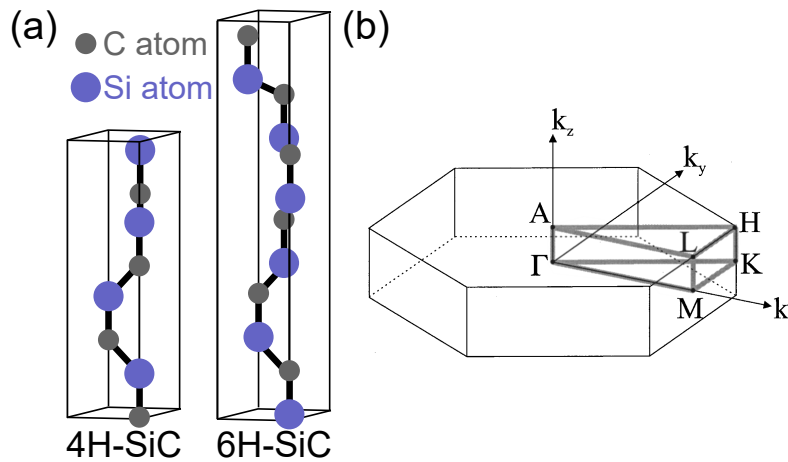 (a)
C atom
Si atom
4H-SiC
6H-SiC
(b)
k_z
k_y
A
H
L
Γ
K
M
k